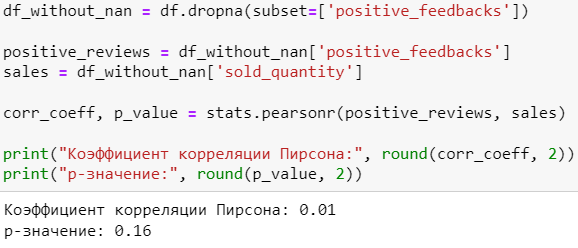 df_without_nan = df.dropna(subset=['positive_feedbacks'])
positive_reviews = df_without_nan['positive_feedbacks']
sales = df_without_nan['sold_quantity']
corr_coeff, p_value = stats.pearsonr(positive_reviews, sales)
print("Коэффициент корреляции Пирсона:", round(corr_coeff, 2))
print("p-значение:", round(p_value, 2))
Коэффициент корреляции Пирсона: 0.01
p-значение: 0.16